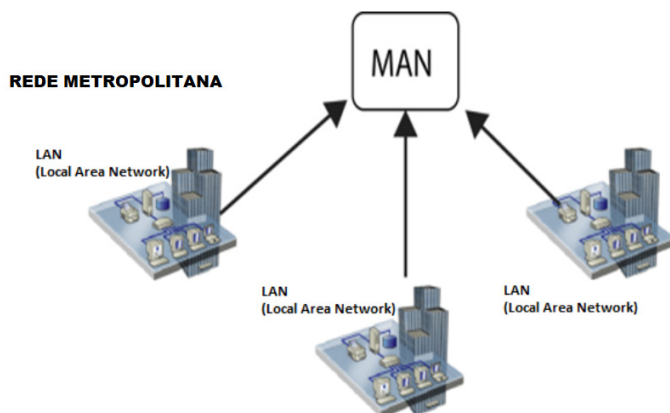 MAN
REDE METROPOLITANA
LAN
(Local Area Network)
LAN
(Local Area Network)
LAN
(Local Area Network)